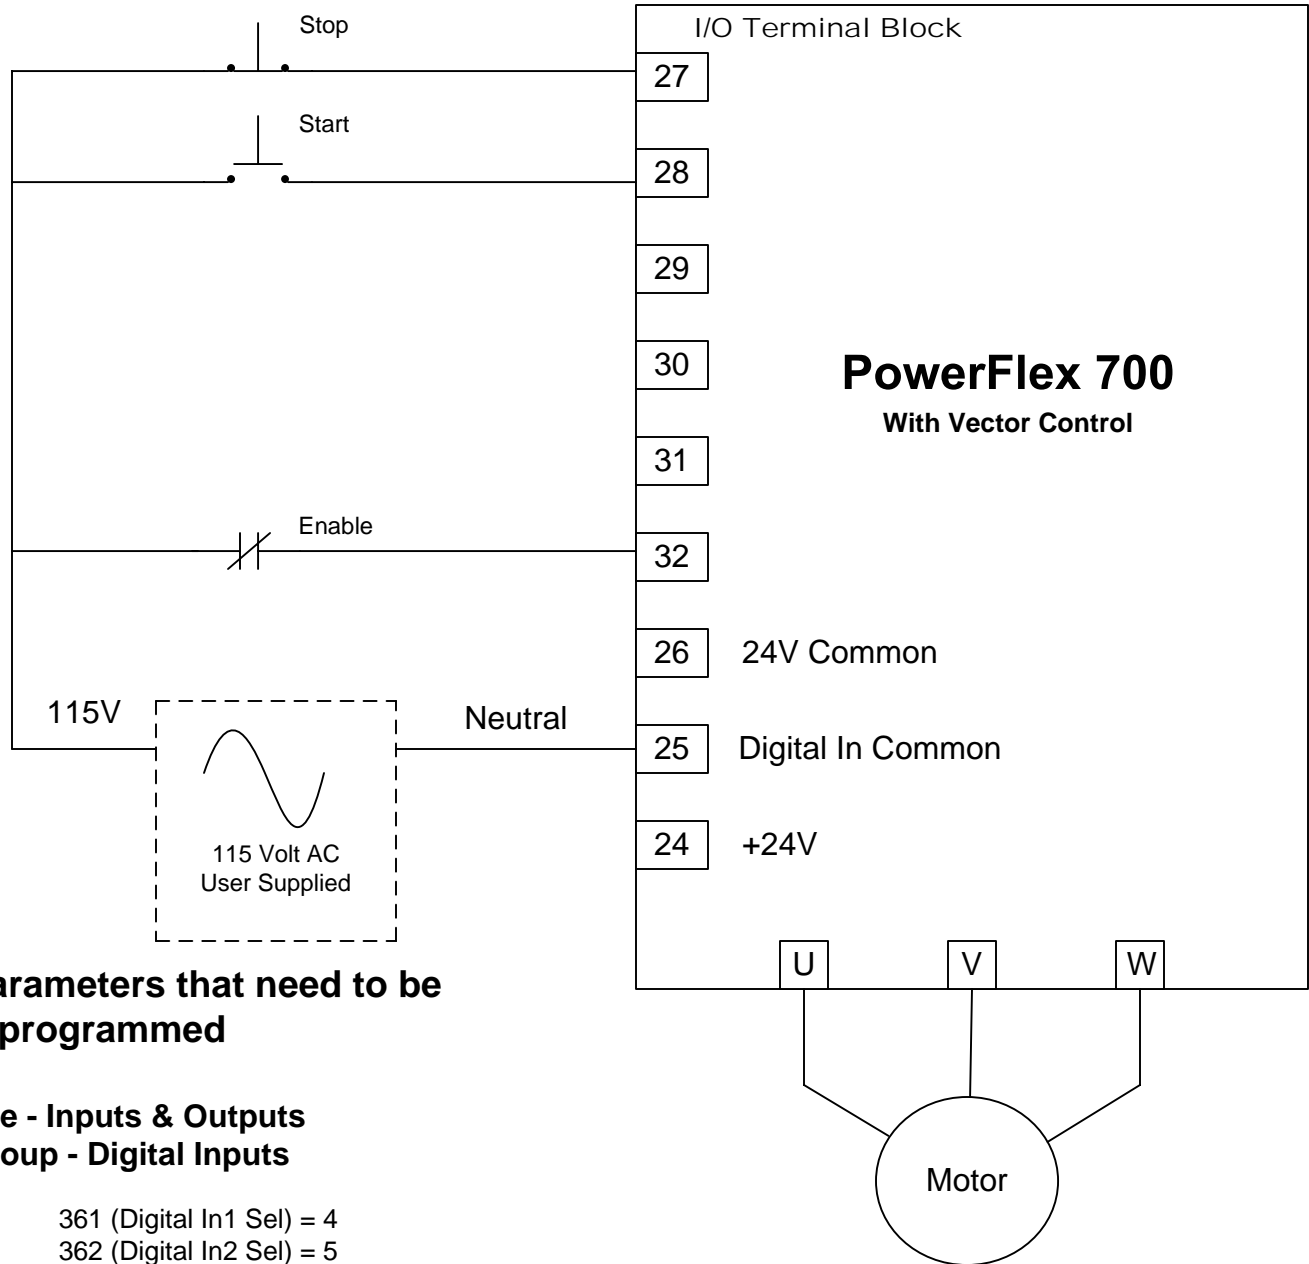 Stop
Start
Enable
115V
Neutral
115 Volt AC
User Supplied
I/O Terminal Block
27
28
29
30
31
32
26 24V Common
25 Digital In Common
24 +24V
PowerFlex 700
With Vector Control
U V W
Motor
arameters that need to be
programmed
e - Inputs & Outputs
oup - Digital Inputs
361 (Digital In1 Sel) = 4
362 (Digital In2 Sel) = 5